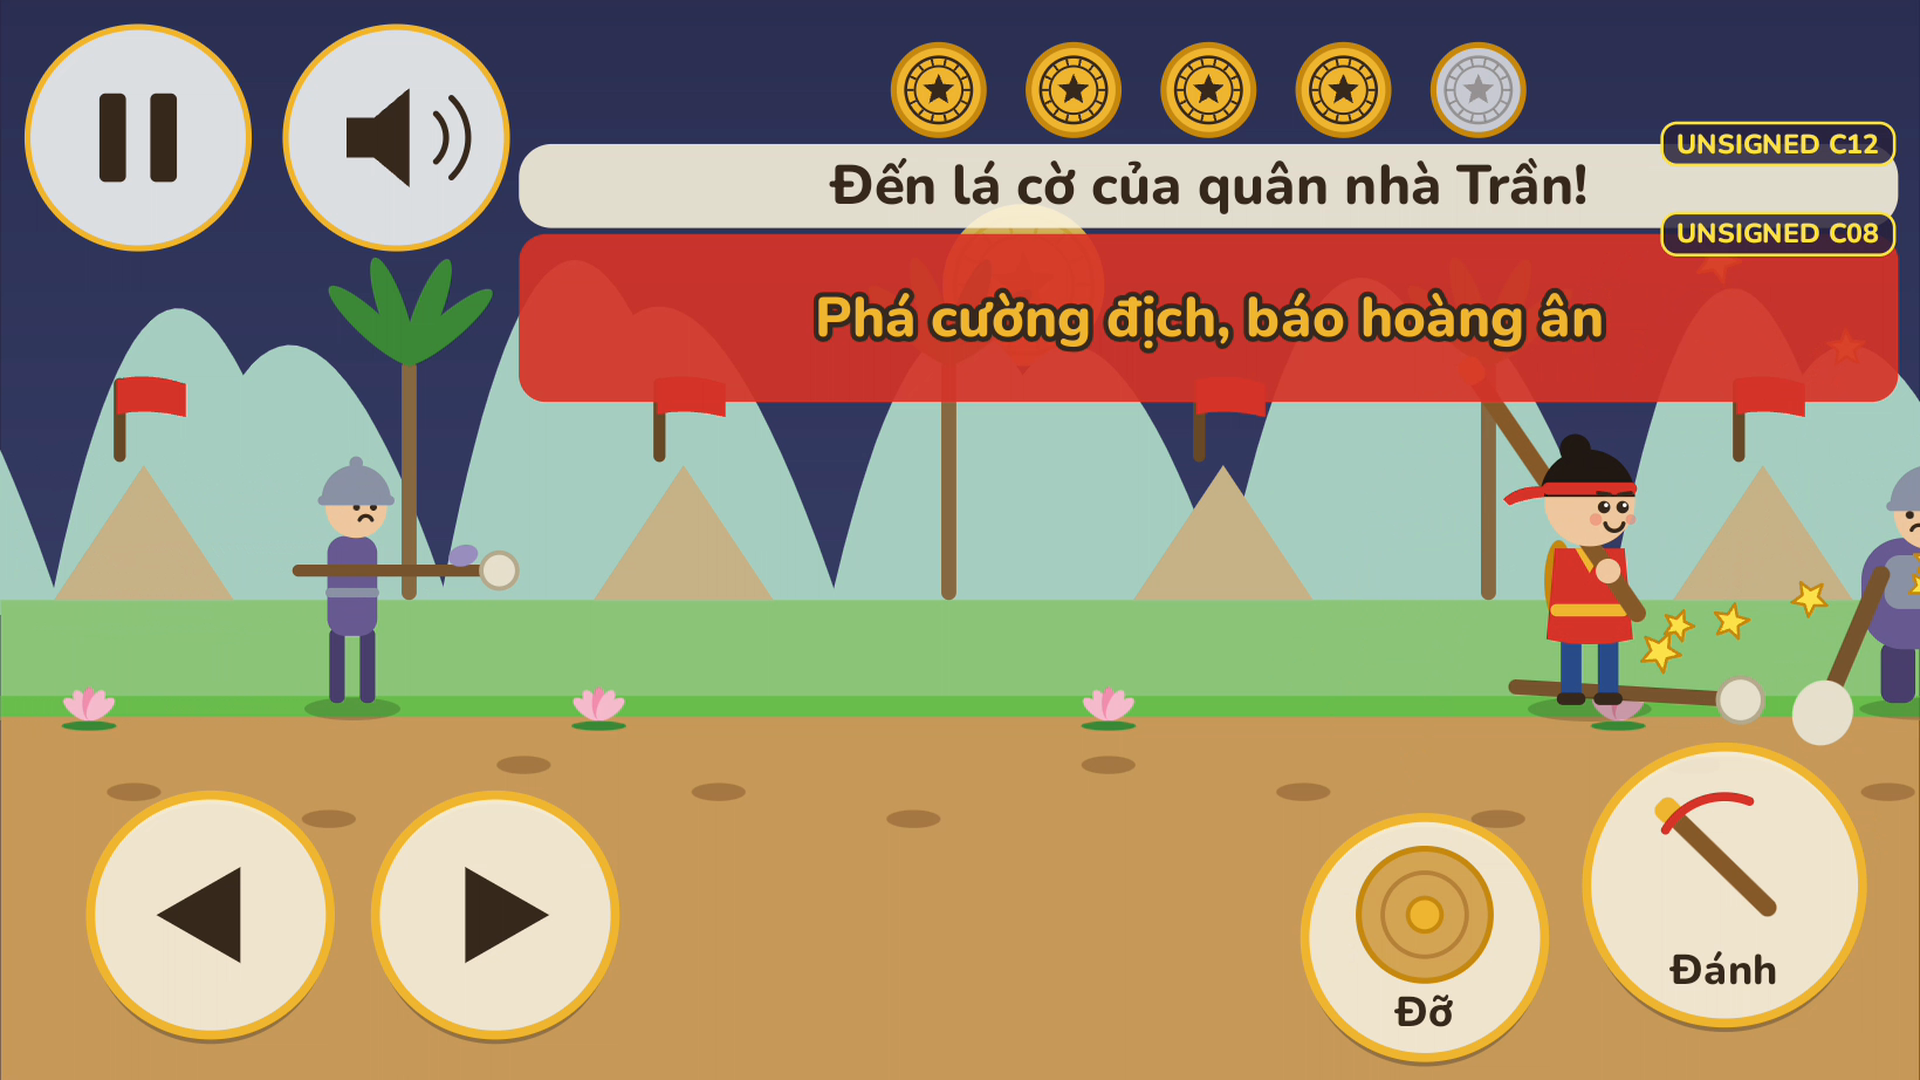 UNSIGNED C12
Đến lá cờ của quân nhà Trần!
UNSIGNED C08
Phá cường địch, báo hoàng ân
Đỡ
Đánh